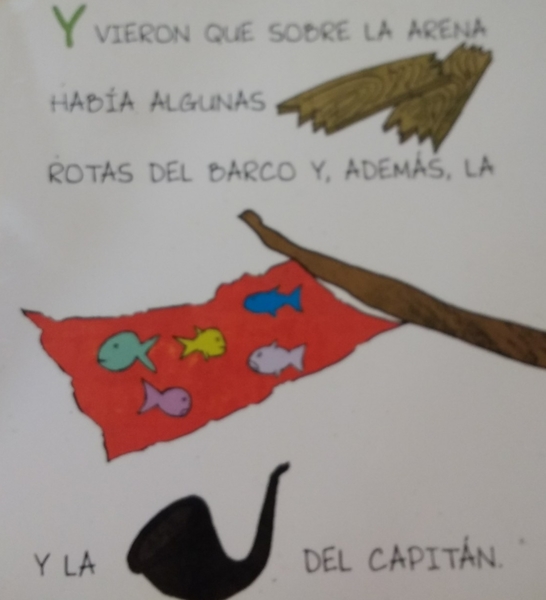 Y VIERON QUE SOBRE LA ARENA
HABÍA ALGUNAS
ROTAS DEL BARCO Y, ADEMÁS, LA
Y LA DEL CAPITÁN.